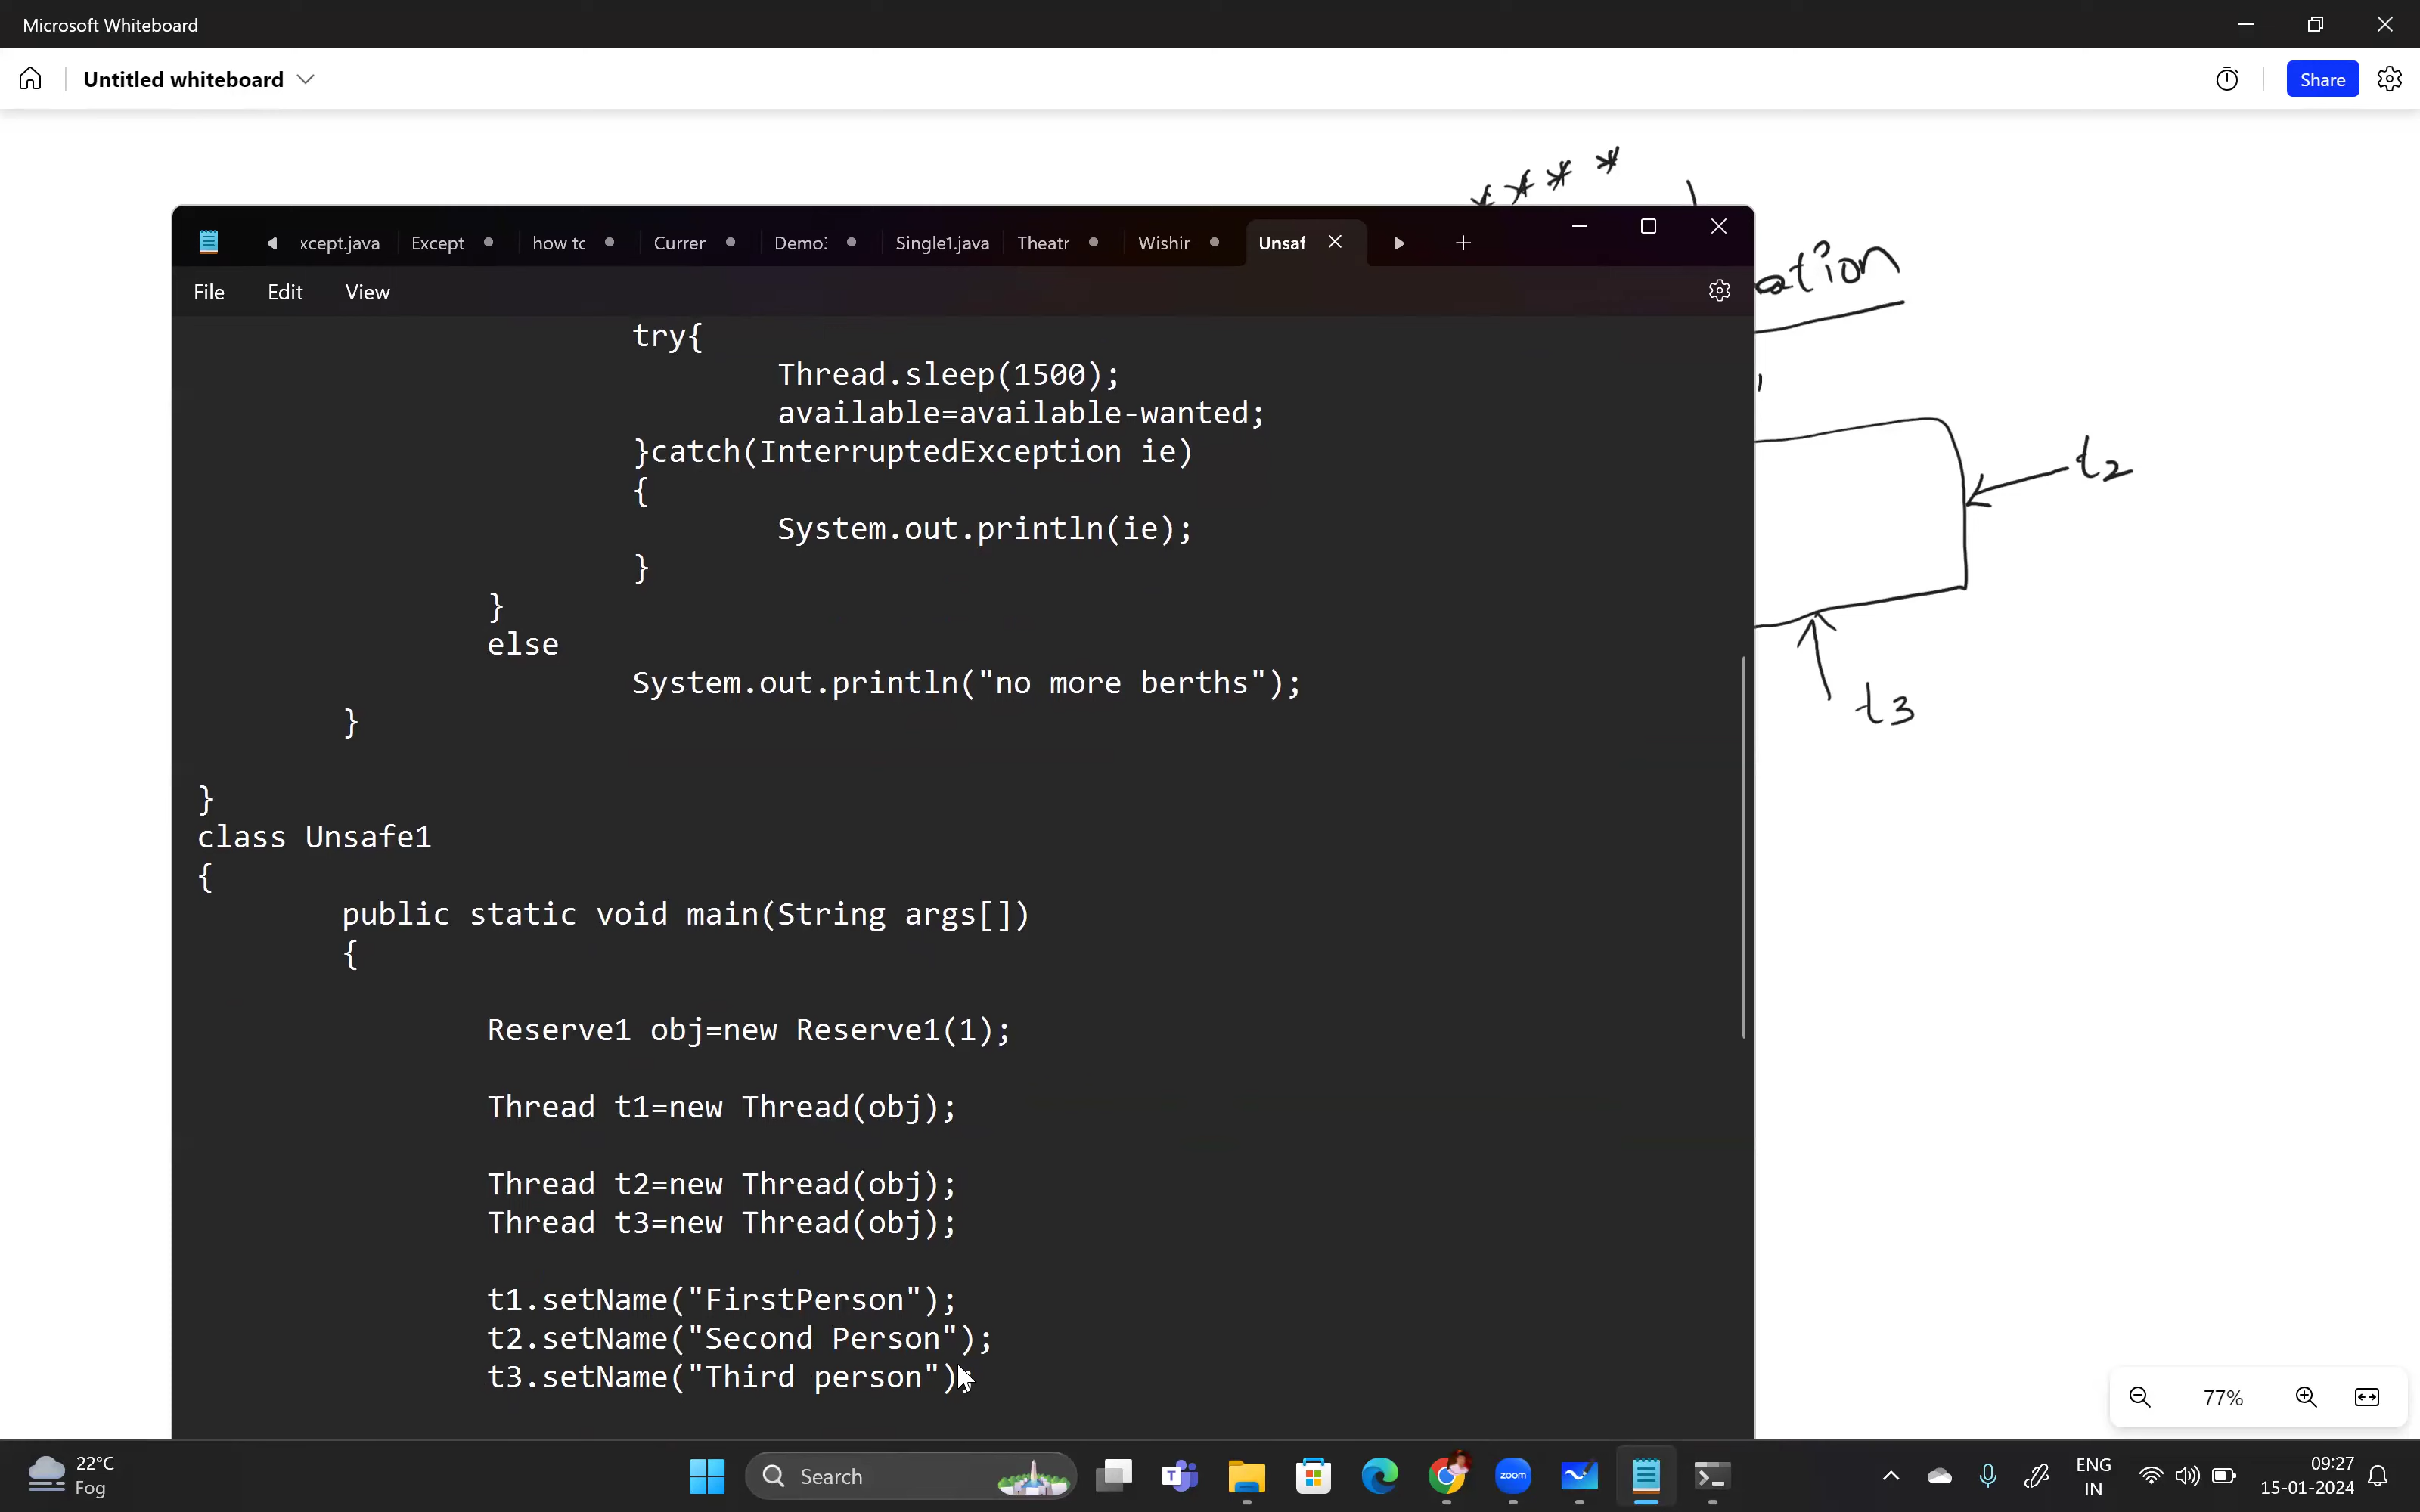 Microsoft Whiteboard
Untitled whiteboard
Share
* * * *
ation
xcept.java Except how tc Currer Demo: Single1.java Theatr Wishir Unsaf
File Edit View
try{
Thread.sleep(1500);
available=available-wanted;
}catch(InterruptedException ie)
{
System.out.println(ie);
}
}
else
System.out.println("no more berths");
}
}
class Unsafe1
{
public static void main(String args[])
{
Reserve1 obj=new Reserve1(1);
Thread t1=new Thread(obj);
Thread t2=new Thread(obj);
Thread t3=new Thread(obj);
t1.setName("FirstPerson");
t2.setName("Second Person");
t3.setName("Third person");
t2
t3
77%
22°C
Fog
Search
T
zoom
ENG
IN
09:27
15-01-2024